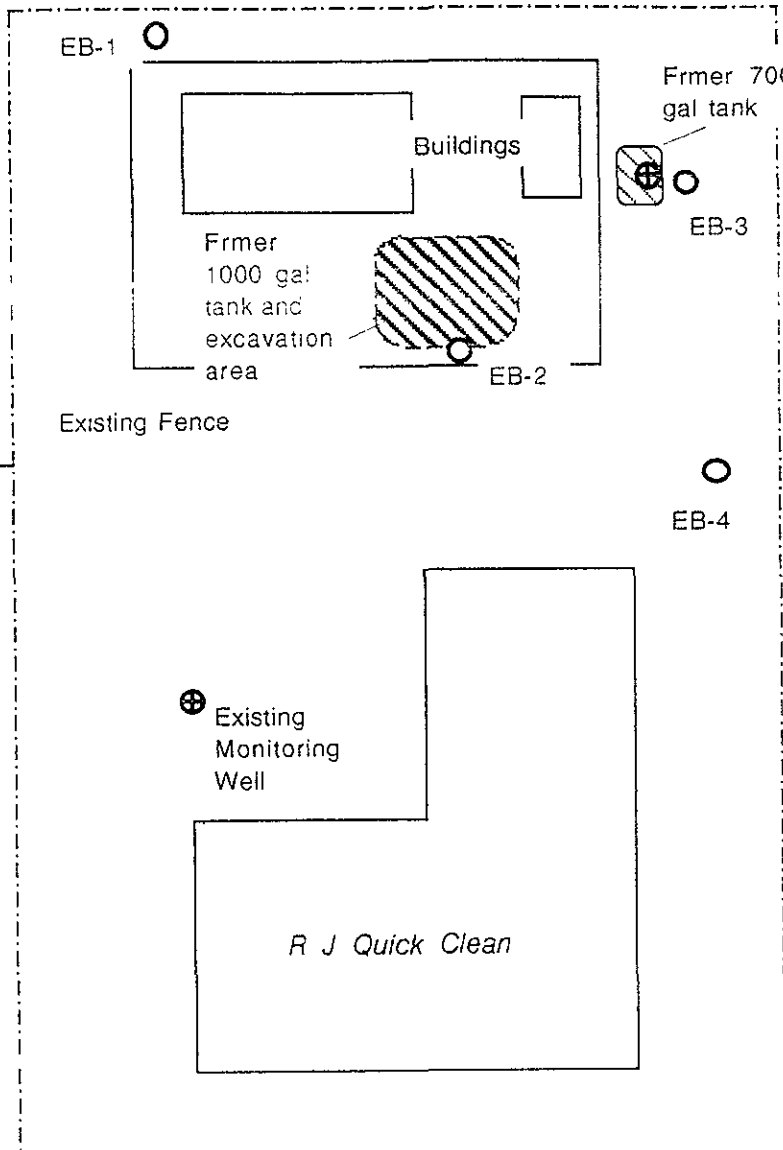 EB-1
Frmer 700
gal tank
Buildings
EB-3
Frmer
1000 gal
tank and
excavation
area
EB-2
Existing Fence
EB-4
Existing
Monitoring
Well
R J Quick Clean